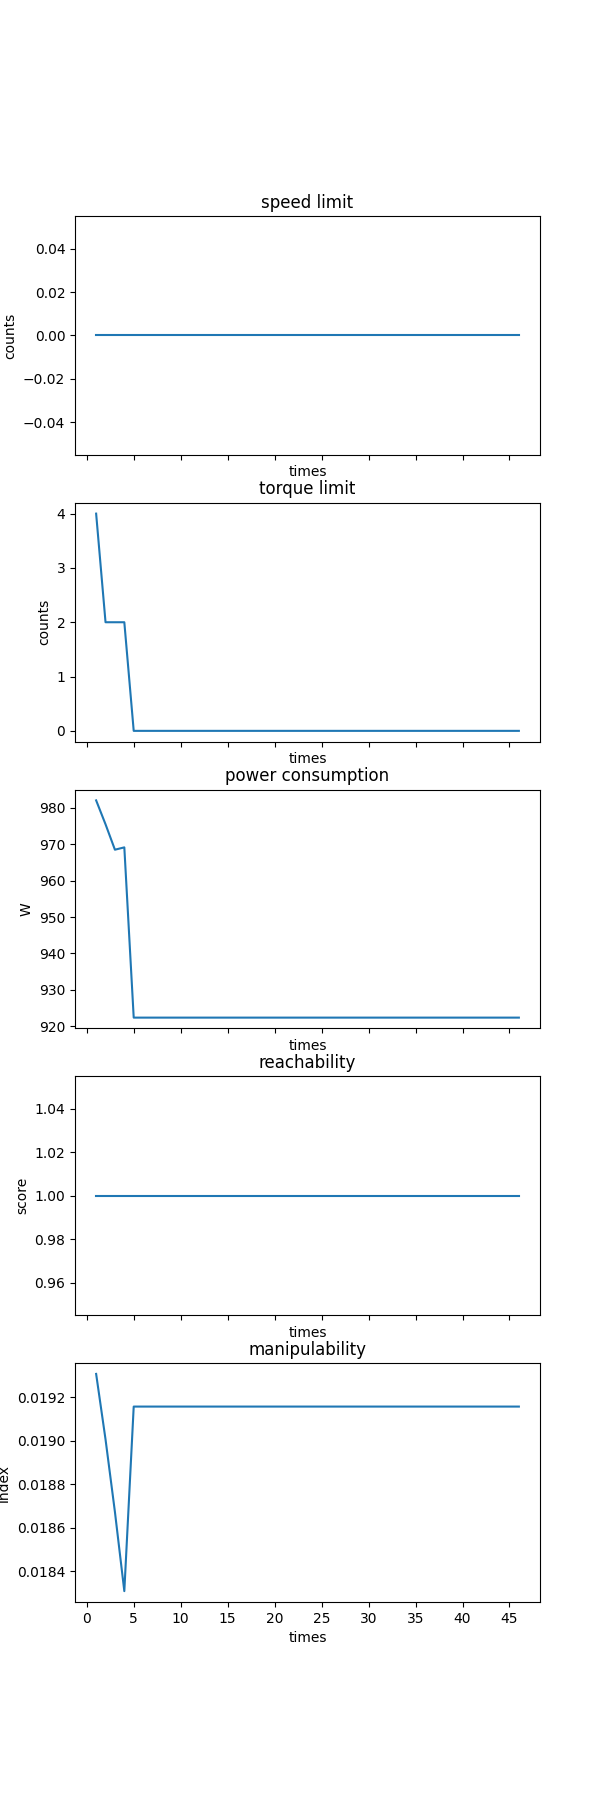 speed limit
counts
0.04
0.02
0.00
−0.02
−0.04
times
torque limit
counts
4
3
2
1
0
times
power consumption
W
980
970
960
950
940
930
920
times
reachability
score
1.04
1.02
1.00
0.98
0.96
times
manipulability
index
0.0192
0.0190
0.0188
0.0186
0.0184
0 5 10 15 20 25 30 35 40 45
times